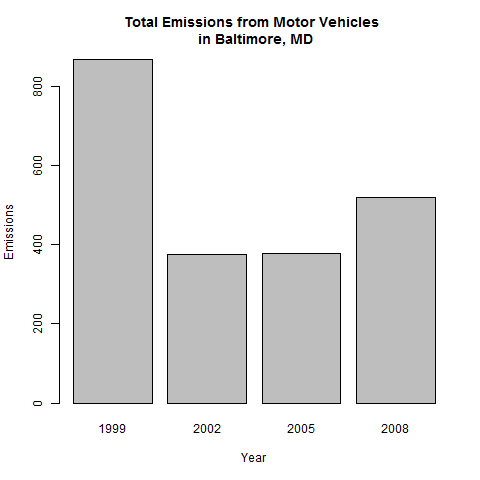 Total Emissions from Motor Vehicles
in Baltimore, MD
800
600
400
200
0
Emissions
1999 2002 2005 2008
Year